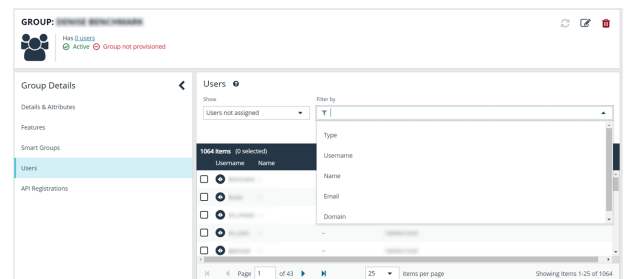 GROUP:
Has 0 users
Active Group not provisioned
Group Details
Details & Attributes
Features
Smart Groups
Users
API Registrations
Users
Show
Filter by
Users not assigned
1064 items (0 selected)
Username Name
Type
Username
Name
Email
Domain
--
--
Page 1 of 43
25 items per page
Showing Items 1-25 of 1064